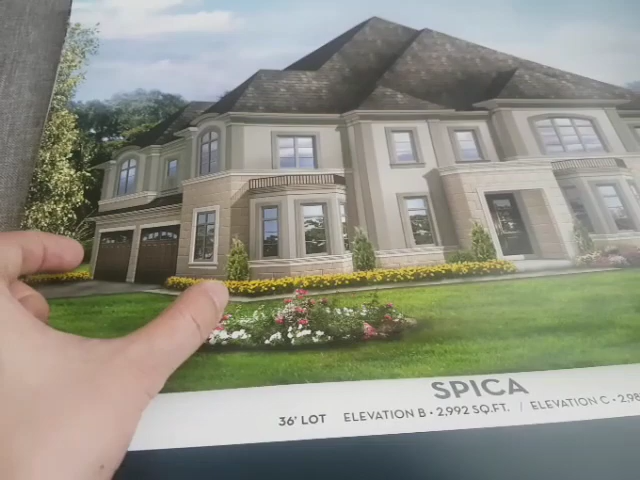 SPICA
36' LOT ELEVATION B • 2,992 SQ.FT. / ELEVATION C • 2,98